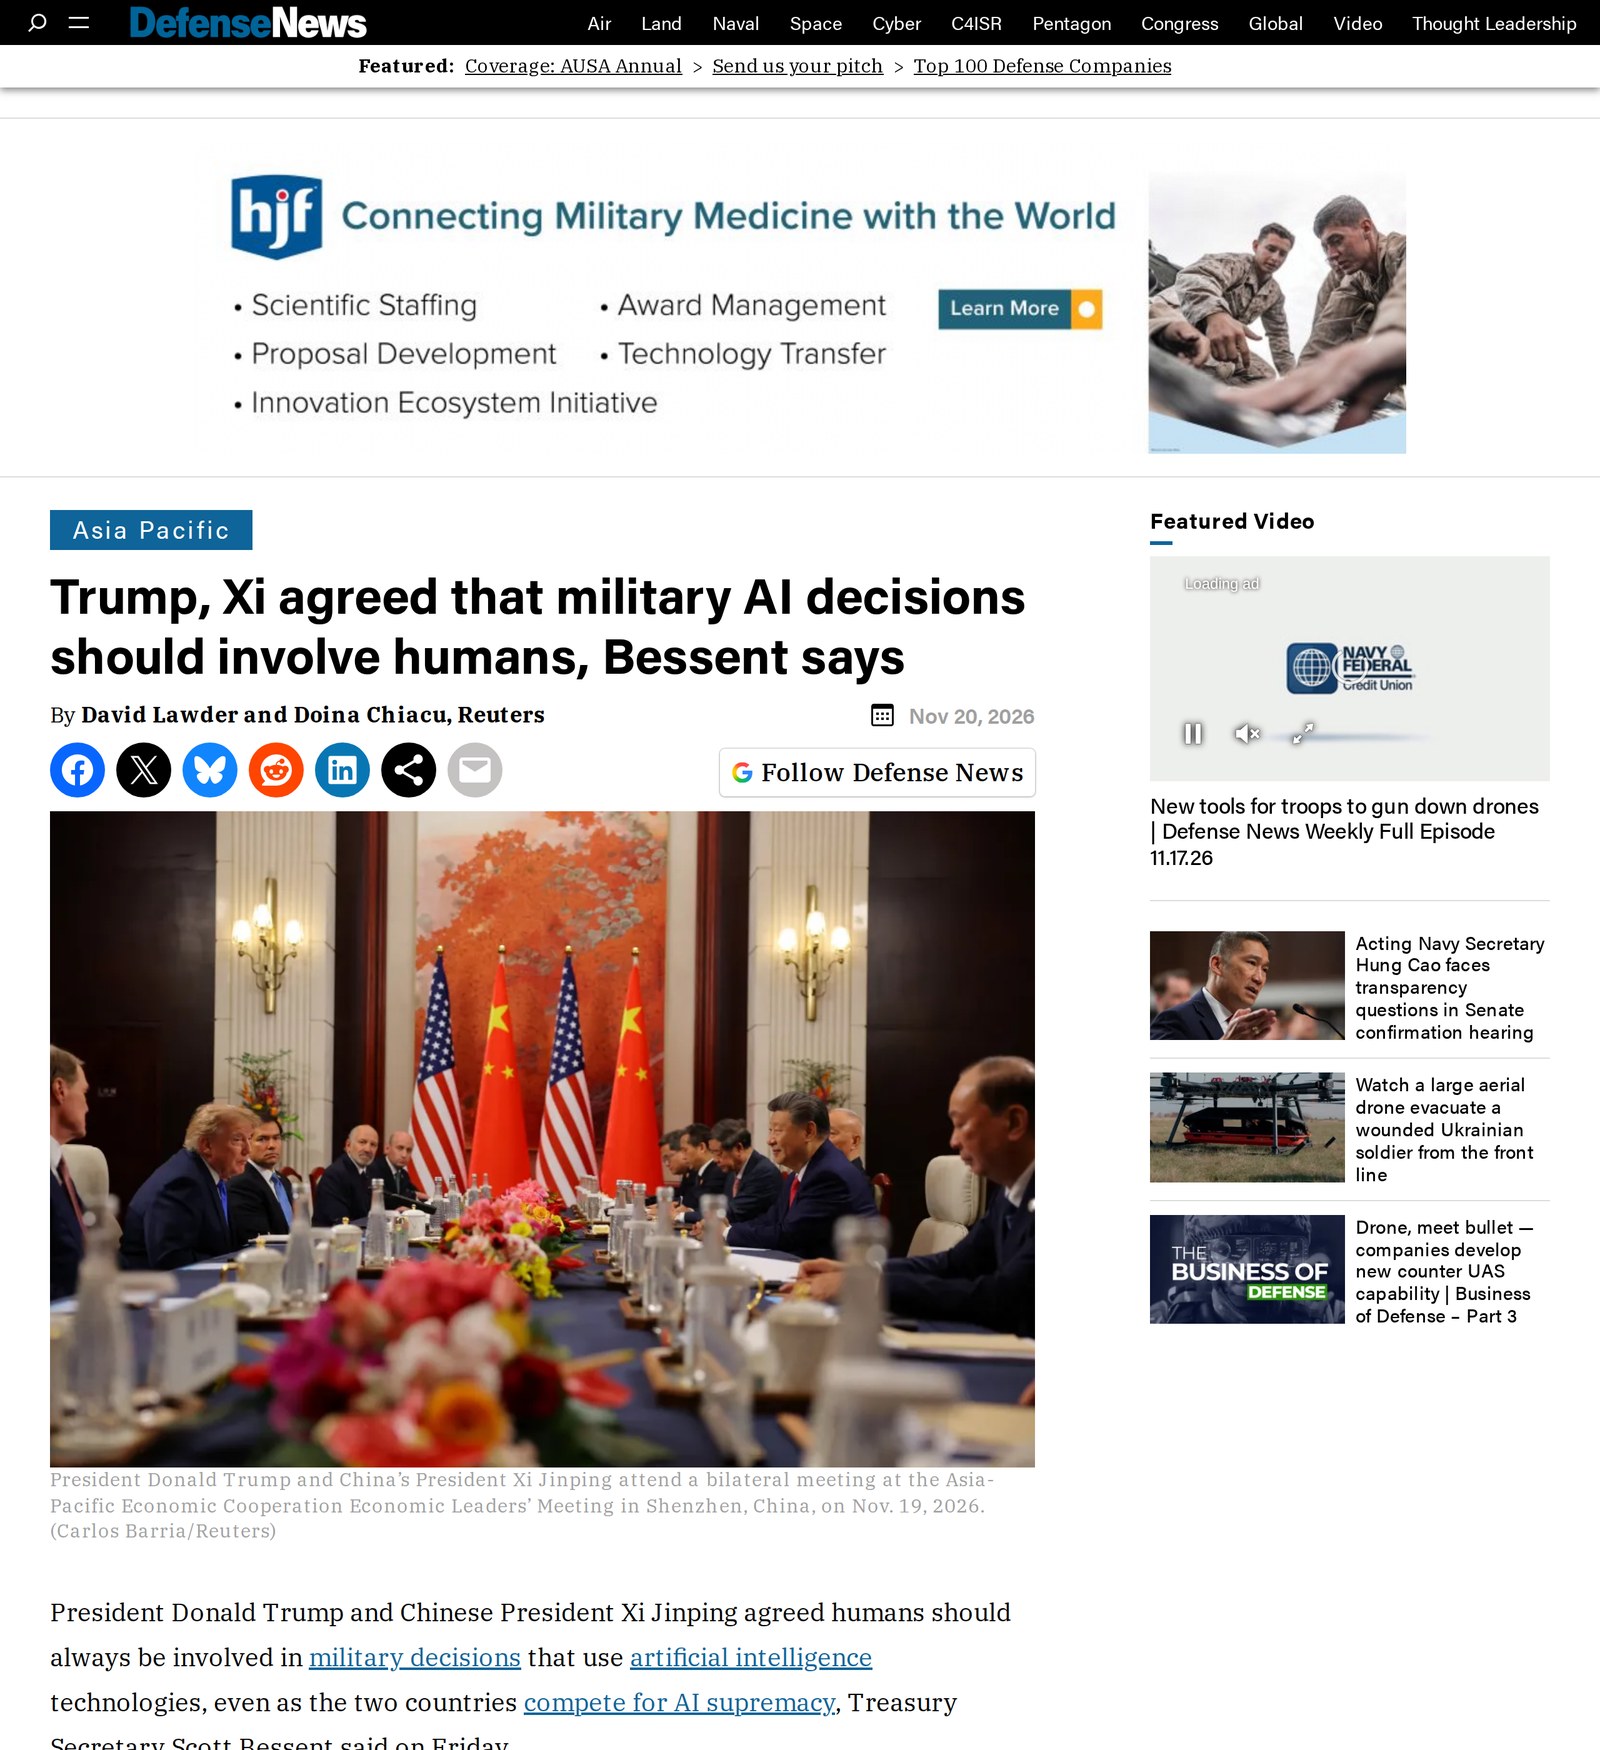 DefenseNews
Air Land Naval Space Cyber C4ISR Pentagon Congress Global Video Thought Leadership
Featured: Coverage: AUSA Annual > Send us your pitch > Top 100 Defense Companies
hjf Connecting Military Medicine with the World
• Scientific Staffing
• Award Management
Learn More
• Proposal Development
• Technology Transfer
• Innovation Ecosystem Initiative
Asia Pacific
Trump, Xi agreed that military AI decisions
should involve humans, Bessent says
By David Lawder and Doina Chiacu, Reuters
Nov 20, 2026
Follow Defense News
President Donald Trump and China’s President Xi Jinping attend a bilateral meeting at the Asia-
Pacific Economic Cooperation Economic Leaders’ Meeting in Shenzhen, China, on Nov. 19, 2026.
(Carlos Barria/Reuters)
President Donald Trump and Chinese President Xi Jinping agreed humans should
always be involved in military decisions that use artificial intelligence
technologies, even as the two countries compete for AI supremacy, Treasury
Secretary Scott Bessent said on Friday.
Featured Video
Loading ad
NAVY
FEDERAL
Credit Union
New tools for troops to gun down drones
| Defense News Weekly Full Episode
11.17.26
Acting Navy Secretary
Hung Cao faces
transparency
questions in Senate
confirmation hearing
Watch a large aerial
drone evacuate a
wounded Ukrainian
soldier from the front
line
THE
BUSINESS OF
DEFENSE
Drone, meet bullet —
companies develop
new counter UAS
capability | Business
of Defense – Part 3